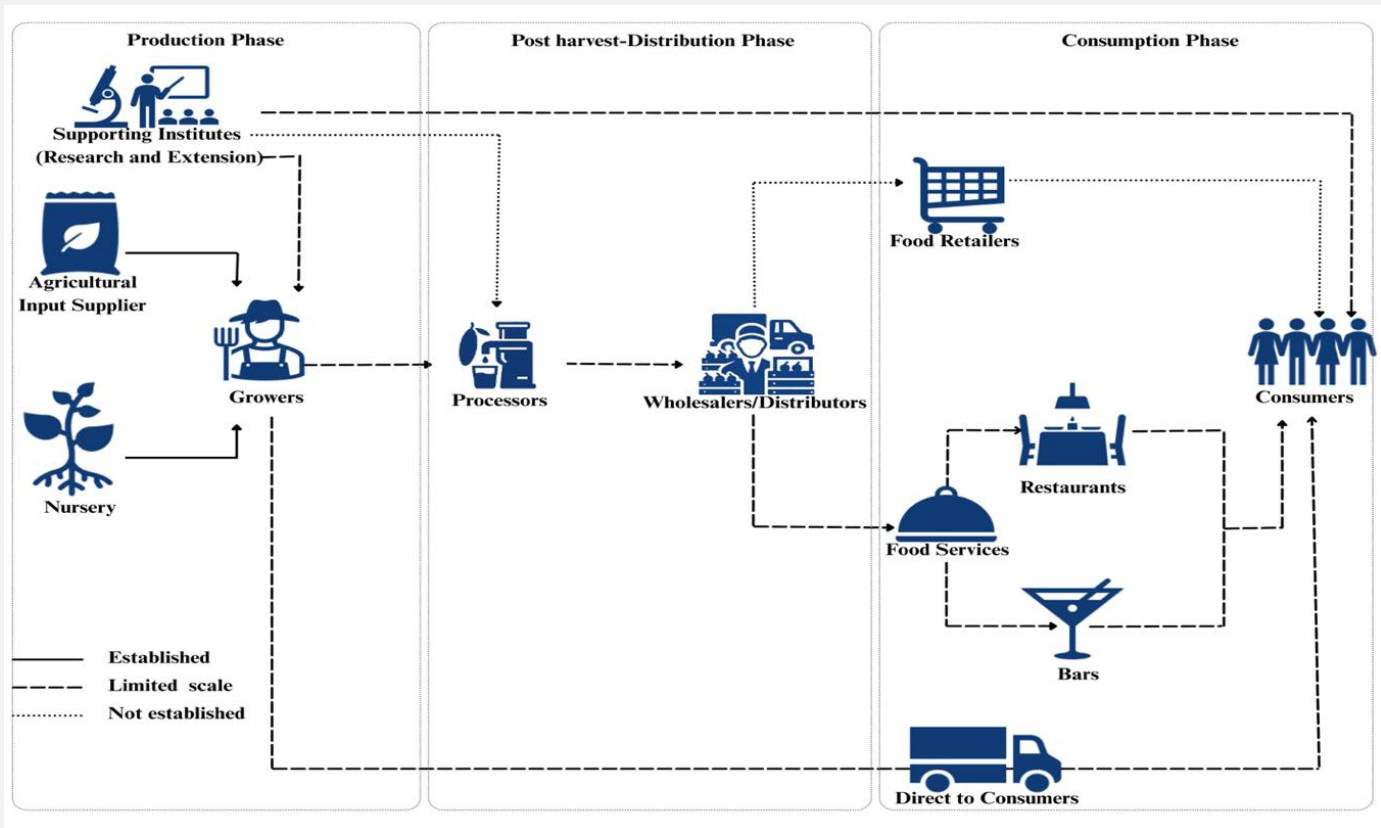 Production Phase
Post harvest-Distribution Phase
Consumption Phase
Supporting Institutes
(Research and Extension)
Agricultural
Input Supplier
Growers
Nursery
Processors
Wholesalers/Distributors
Food Retailers
Consumers
Restaurants
Food Services
Bars
Direct to Consumers
Established
Limited scale
Not established